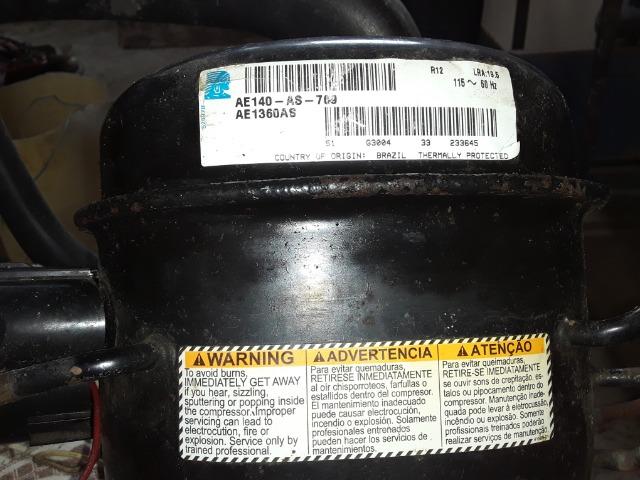 R12 LRA:19.5
115 ~ 60 Hz
AE140-AS-709
AE1360AS
S1 G3004 33 233645
COUNTRY OF ORIGIN: BRAZIL THERMALLY PROTECTED
WARNING
To avoid burns,
IMMEDIATELY GET AWAY
if you hear, sizzling,
sputtering or popping inside
the compressor. Improper
servicing can lead to
electrocution, fire or
explosion. Service only by
trained professional.
ADVERTENCIA
Para evitar quemaduras,
RETIRESE INMEDIATAMENTE
al oir chisporroteos, farfullas o
estallidos dentro del compresor.
El mantenimiento inadecuado
puede causar electrocución,
incendio o explosión. Solamente
profesionales entrenados
pueden hacer los servicios de
mantenimientos.
ATENÇÃO
Para evitar queimaduras,
RETIRE-SE IMEDIATAMENTE
se ouvir sons de crepitação, es-
talos ou pipocamento dentro do
compressor. Manutenção Inade-
quada pode levar à eletrocussão,
incêndio ou explosão. Somente
profissionais treinados poderão
realizar serviços de manutenção.